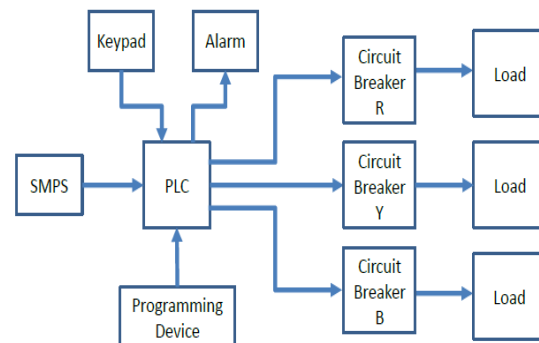 Keypad
Alarm
Circuit
Breaker
R
Load
SMPS
PLC
Circuit
Breaker
Y
Load
Programming
Device
Circuit
Breaker
B
Load